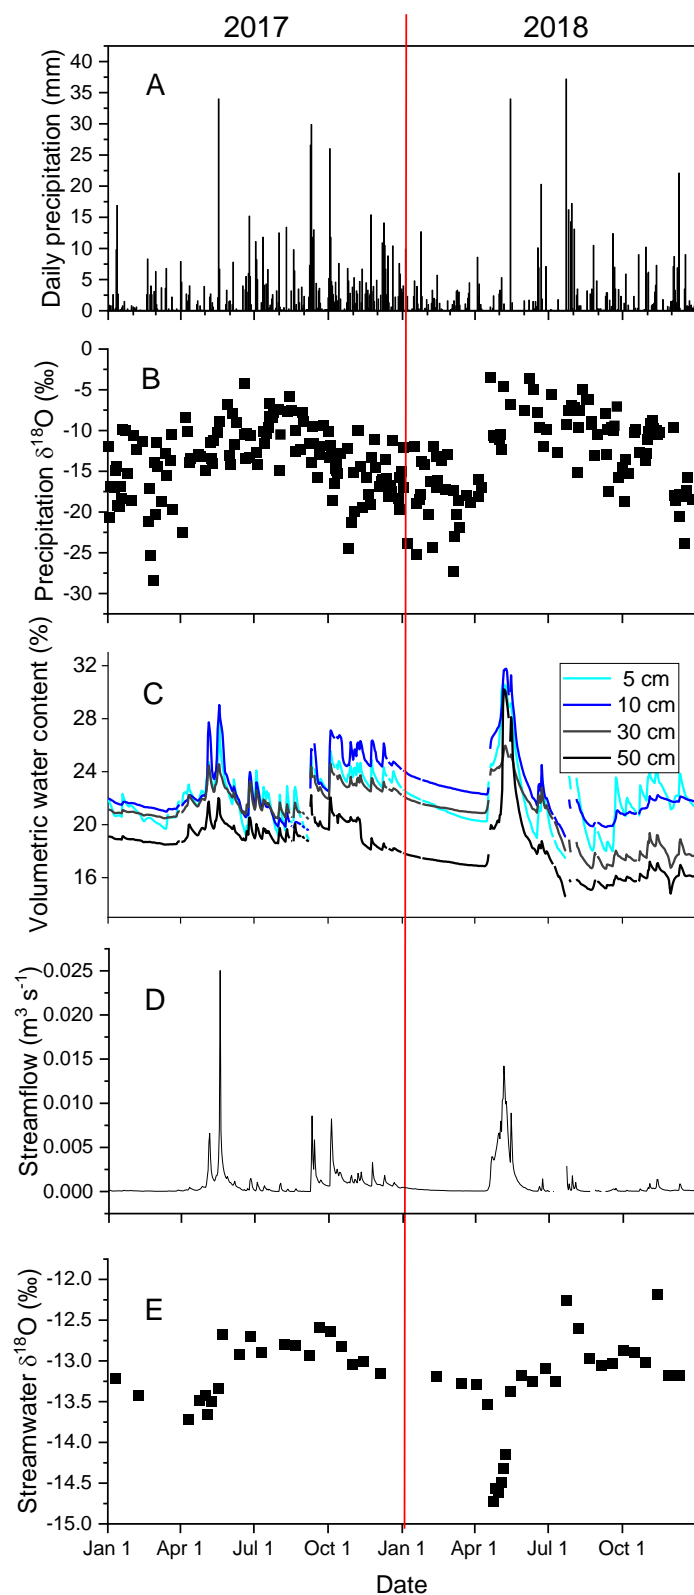 2017 2018
A
Daily precipitation (mm)
40
35
30
25
20
15
10
5
0
B
Precipitation δ¹⁸O (‰)
0
-5
-10
-15
-20
-25
-30
C
Volumetric water content (%)
32
28
24
20
16
5 cm
10 cm
30 cm
50 cm
D
Streamflow (m³ s⁻¹)
0.025
0.020
0.015
0.010
0.005
0.000
E
Streamwater δ¹⁸O (‰)
-12.0
-12.5
-13.0
-13.5
-14.0
-14.5
-15.0
Jan 1 Apr 1 Jul 1 Oct 1 Jan 1 Apr 1 Jul 1 Oct 1
Date